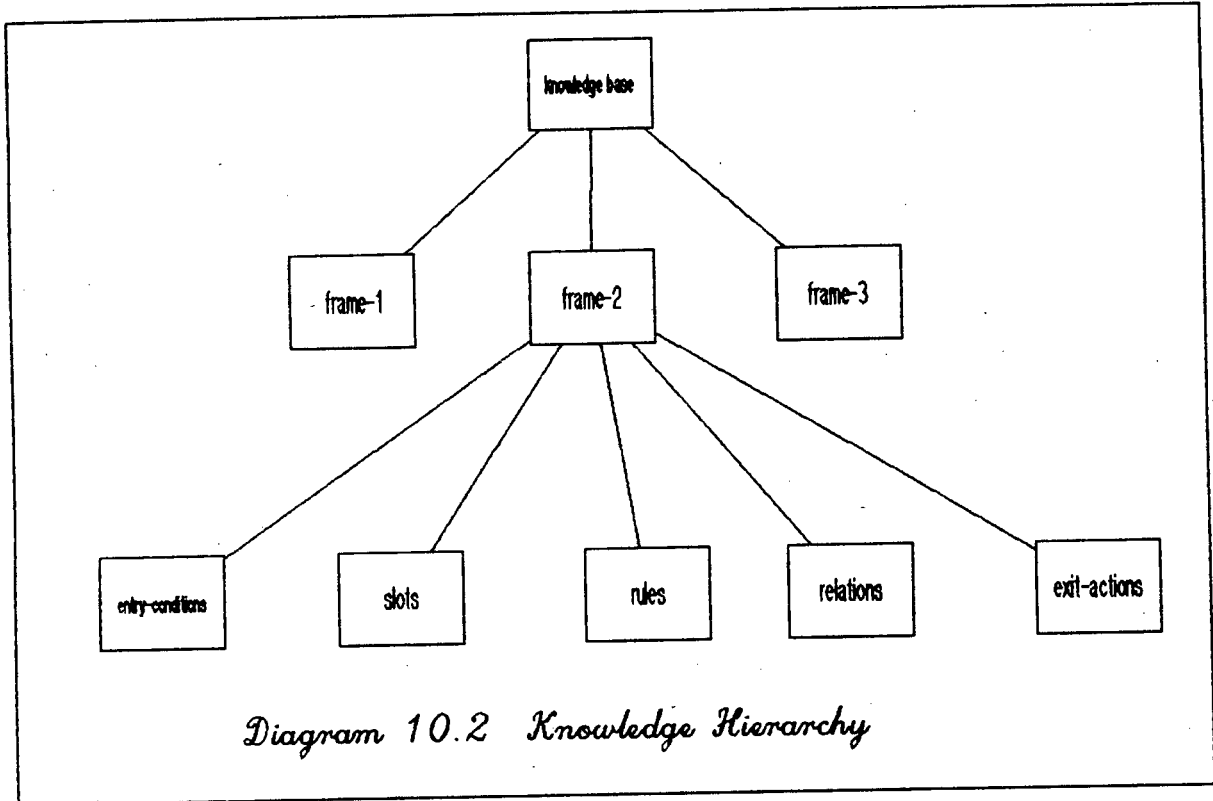 knowledge base
frame-1
frame-2
frame-3
entry-conditions
slots
rules
relations
exit-actions
Diagram 10.2 Knowledge Hierarchy